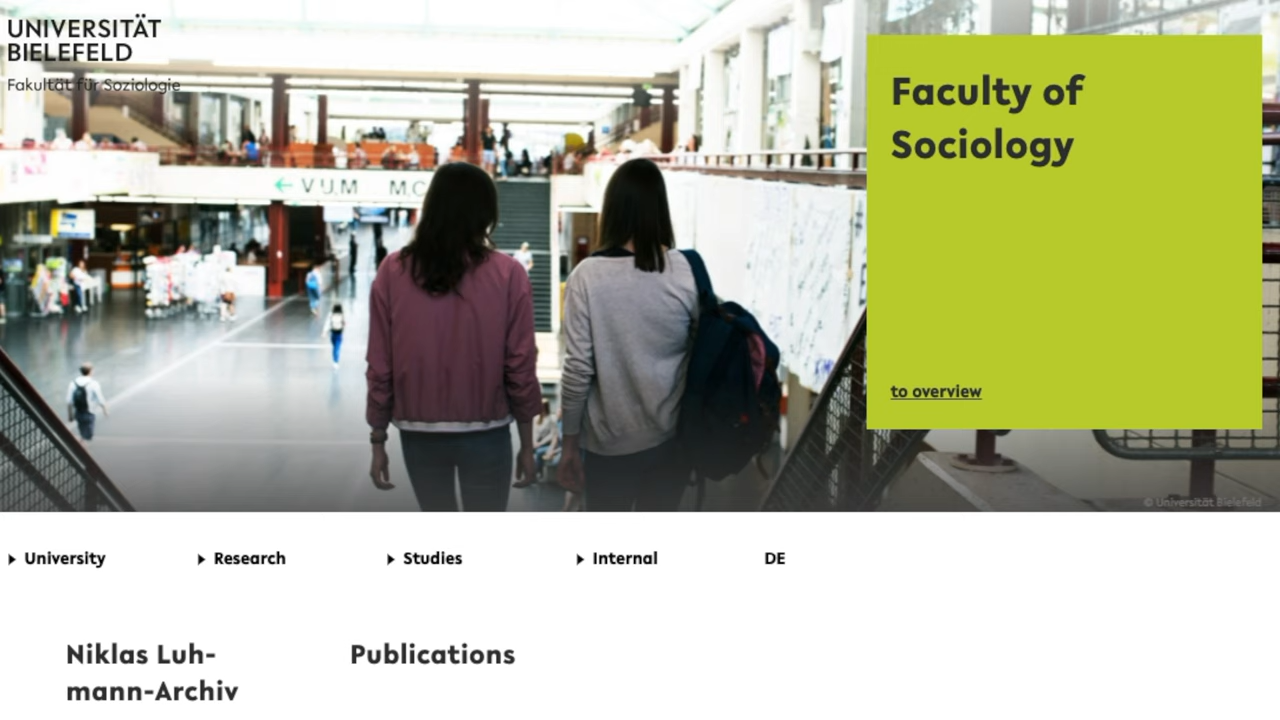 UNIVERSITÄT
BIELEFELD
Fakultät für Soziologie
V.U.M M.C
Faculty of
Sociology
to overview
© Universität Bielefeld
University
Research
Studies
Internal
DE
Niklas Luh-
mann-Archiv
Publications